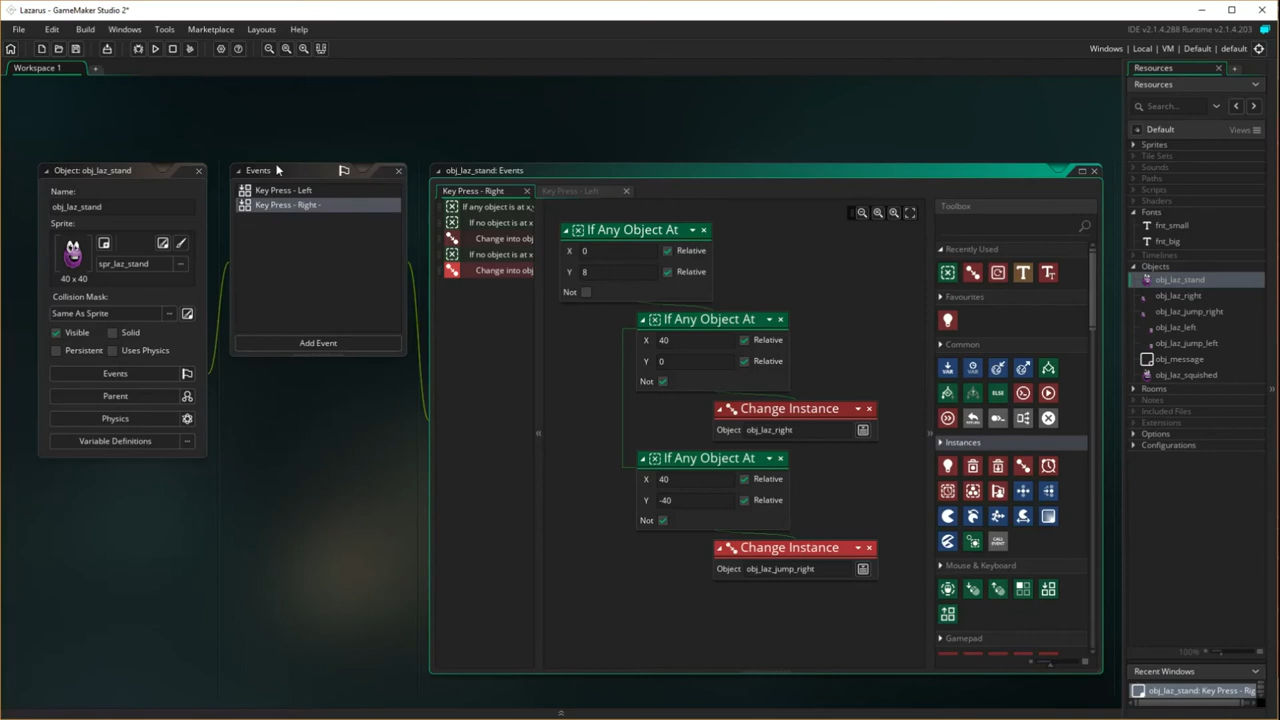 Lazarus - GameMaker Studio 2*
File Edit Build Windows Tools Marketplace Layouts Help
IDE v2.1.4.288 Runtime v2.1.4.203
Windows | Local | VM | Default | default
Workspace 1
Object: obj_laz_stand
Name:
obj_laz_stand
Sprite:
spr_laz_stand
40 x 40
Collision Mask:
Same As Sprite
Visible Solid
Persistent Uses Physics
Events
Parent
Physics
Variable Definitions
Events
Key Press - Left
Key Press - Right -
Add Event
obj_laz_stand: Events
Key Press - Right
Key Press - Left
If any object is at x,
If no object is at x
Change into obj
If no object is at x
Change into obj
If Any Object At
X 0 Relative
Y 8 Relative
Not
If Any Object At
X 40 Relative
Y 0 Relative
Not
Change Instance
Object obj_laz_right
If Any Object At
X 40 Relative
Y -40 Relative
Not
Change Instance
Object obj_laz_jump_right
Toolbox
Recently Used
Favourites
Common
ELSE
Instances
CALL EVENT
Mouse & Keyboard
Gamepad
Resources
Resources
Search...
Default Views
Sprites
Tile Sets
Sounds
Paths
Scripts
Shaders
Fonts
fnt_small
fnt_big
Timelines
Objects
obj_laz_stand
obj_laz_right
obj_laz_jump_right
obj_laz_left
obj_laz_jump_left
obj_message
obj_laz_squished
Rooms
Notes
Included Files
Extensions
Options
Configurations
100%
Recent Windows
obj_laz_stand: Key Press - Rig